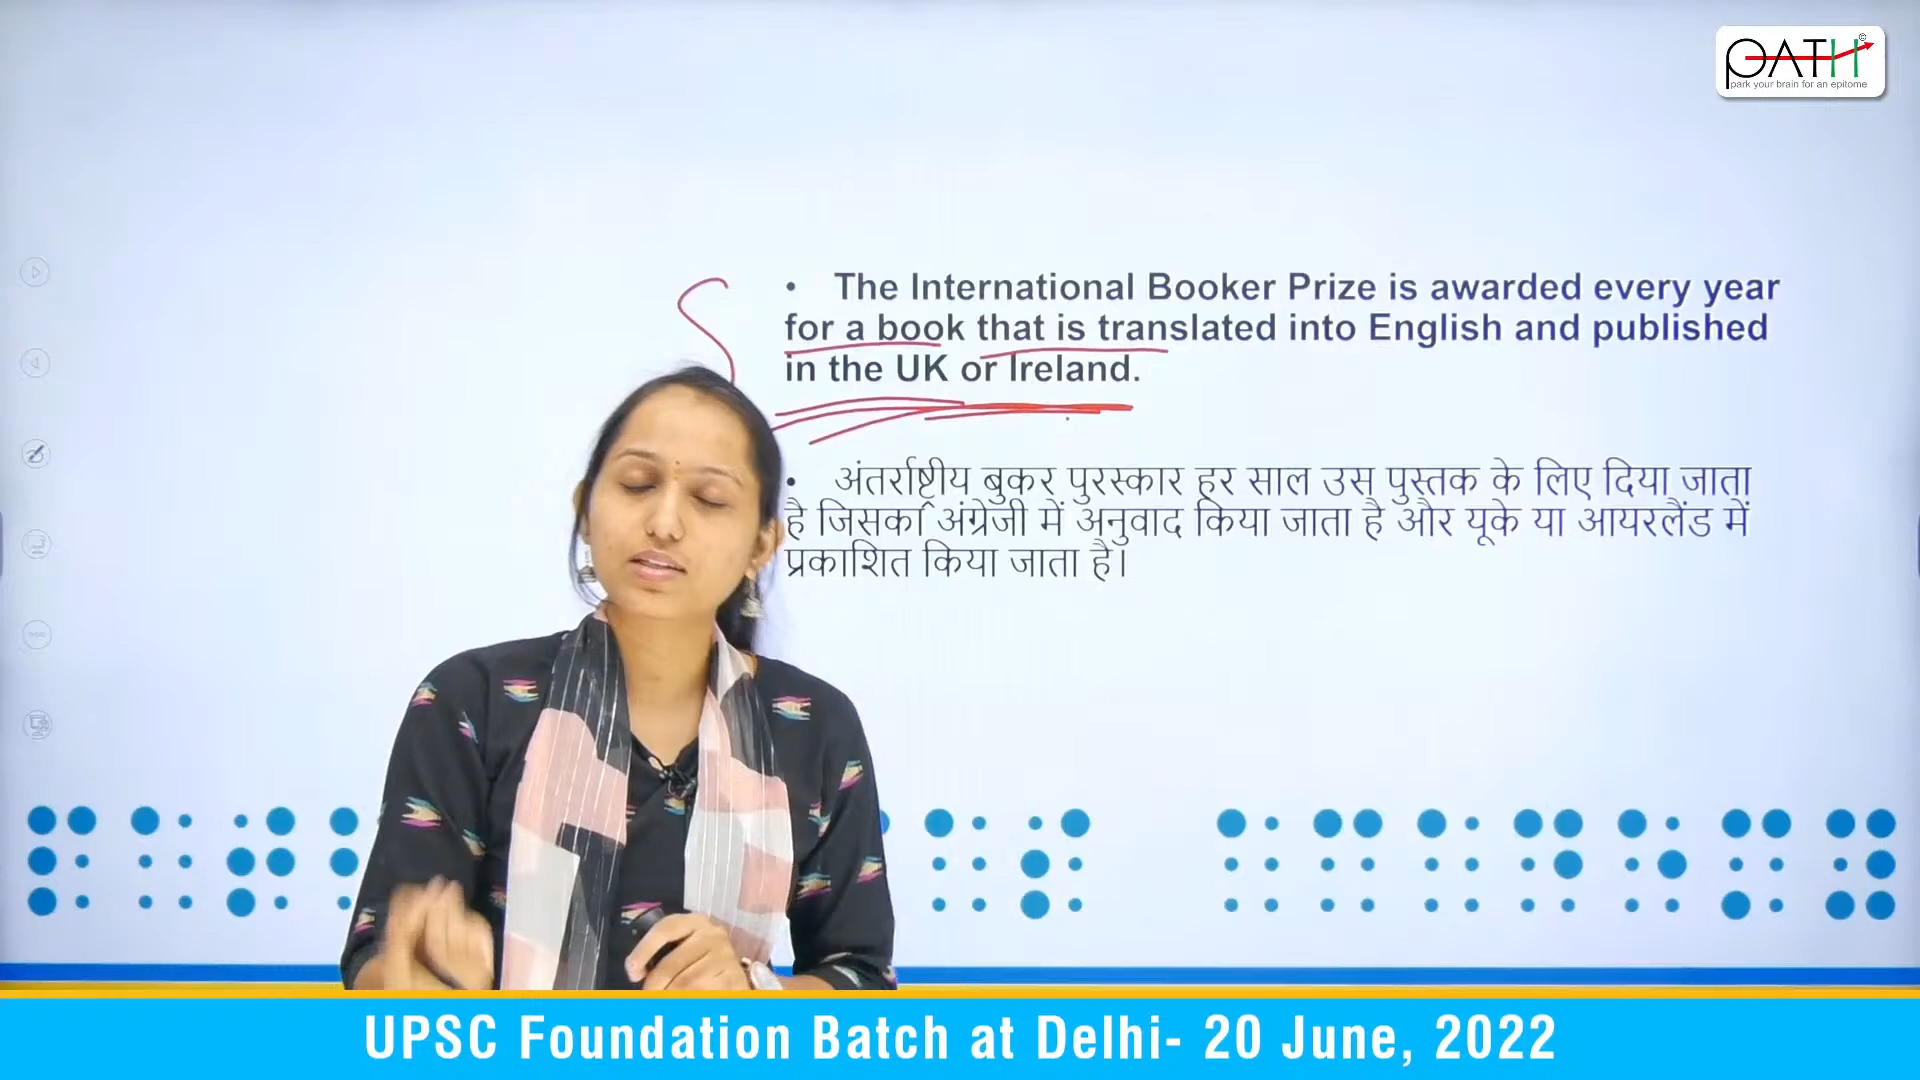 PATH©
park your brain for an epitome
• The International Booker Prize is awarded every year
for a book that is translated into English and published
in the UK or Ireland.
• अंतर्राष्ट्रीय बुकर पुरस्कार हर साल उस पुस्तक के लिए दिया जाता
है जिसका अंग्रेजी में अनुवाद किया जाता है और यूके या आयरलैंड में
प्रकाशित किया जाता है।
UPSC Foundation Batch at Delhi- 20 June, 2022